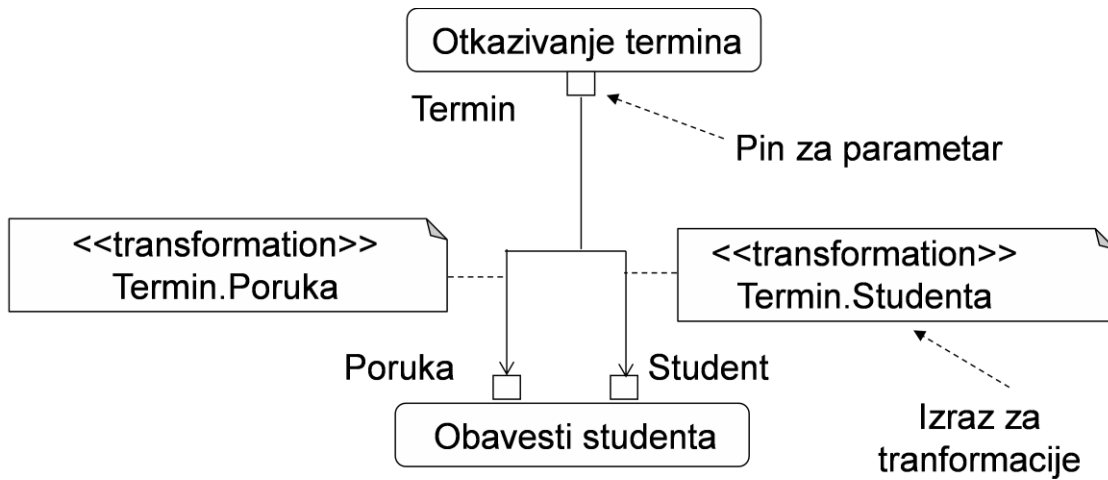 Otkazivanje termina
Termin
Pin za parametar
<<transformation>>
Termin.Poruka
<<transformation>>
Termin.Studenta
Poruka
Student
Obavesti studenta
Izraz za
tranformacije